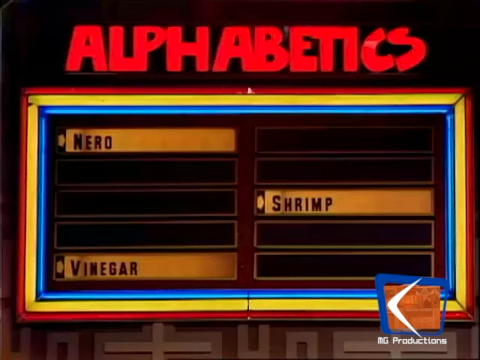 ALPHABETICS
NERO
SHRIMP
VINEGAR
MG Productions